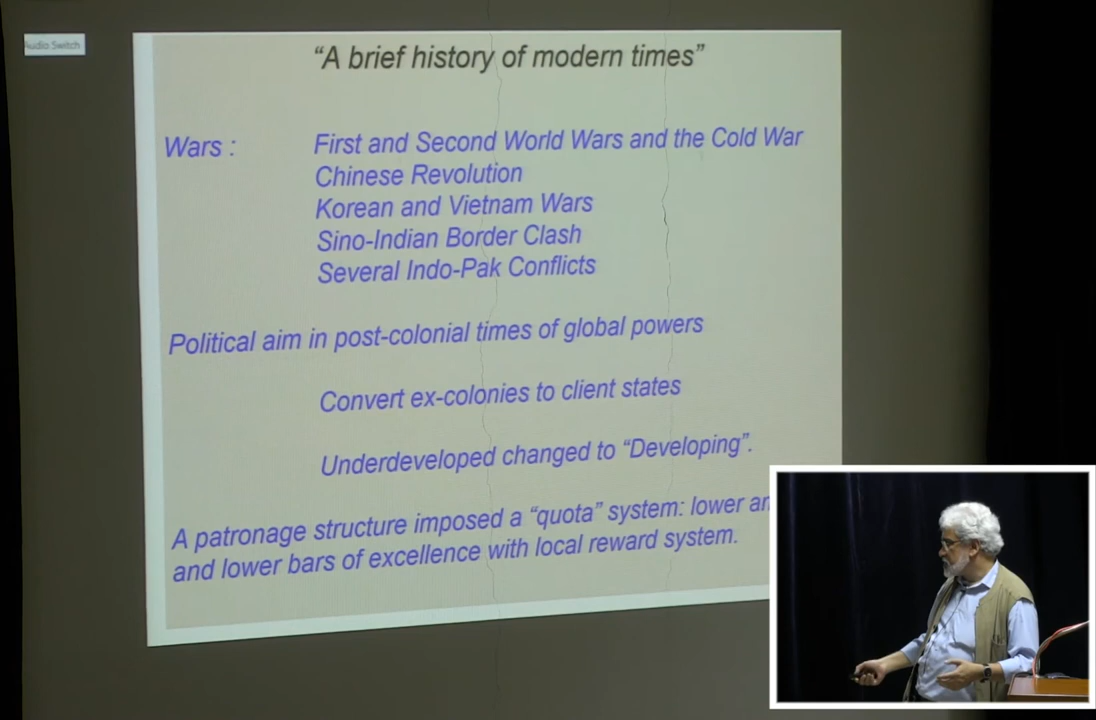 Audio Switch
“A brief history of modern times”
Wars : First and Second World Wars and the Cold War
Chinese Revolution
Korean and Vietnam Wars
Sino-Indian Border Clash
Several Indo-Pak Conflicts
Political aim in post-colonial times of global powers
Convert ex-colonies to client states
Underdeveloped changed to “Developing”.
A patronage structure imposed a “quota” system: lower
and lower bars of excellence with local reward system.